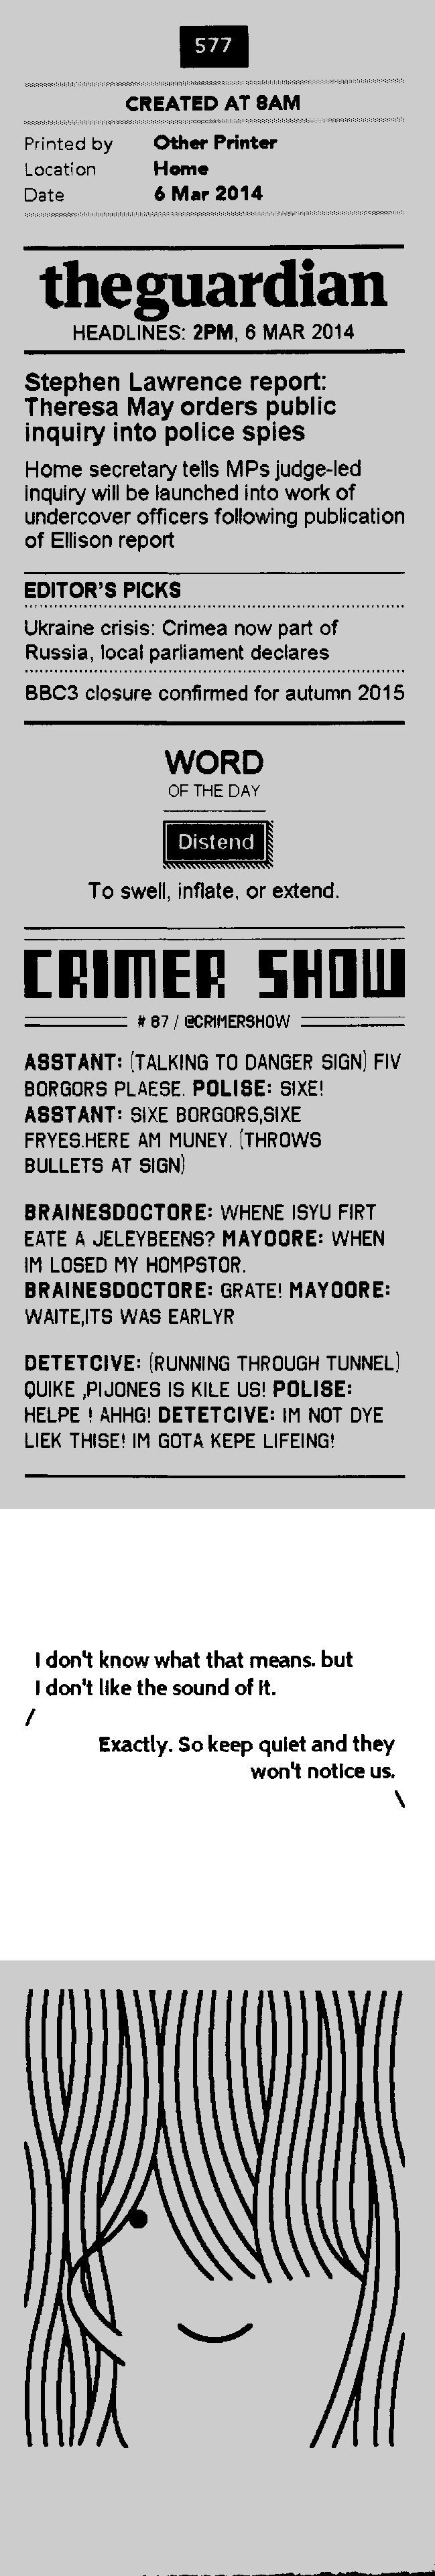 577
CREATED AT 8AM
Printed by Other Printer
Location Home
Date 6 Mar 2014
theguardian
HEADLINES: 2PM, 6 MAR 2014
Stephen Lawrence report:
Theresa May orders public
inquiry into police spies
Home secretary tells MPs judge-led
inquiry will be launched into work of
undercover officers following publication
of Ellison report
EDITOR'S PICKS
Ukraine crisis: Crimea now part of
Russia, local parliament declares
BBC3 closure confirmed for autumn 2015
WORD
OF THE DAY
Distend
To swell, inflate, or extend.
CRIMER SHOW
# 87 / @CRIMERSHOW
ASSTANT: (TALKING TO DANGER SIGN) FIV
BORGORS PLAESE. POLISE: SIXE!
ASSTANT: SIXE BORGORS,SIXE
FRYES.HERE AM MUNEY. (THROWS
BULLETS AT SIGN)
BRAINESDOCTORE: WHENE ISYU FIRT
EATE A JELEYBEENS? MAYOORE: WHEN
IM LOSED MY HOMPSTOR.
BRAINESDOCTORE: GRATE! MAYOORE:
WAITE,ITS WAS EARLYR
DETETCIVE: (RUNNING THROUGH TUNNEL)
QUIKE ,PIJONES IS KILE US! POLISE:
HELPE ! AHHG! DETETCIVE: IM NOT DYE
LIEK THISE! IM GOTA KEPE LIFEING!
I don't know what that means. but
I don't like the sound of it.
/
Exactly. So keep quiet and they
won't notice us.
\